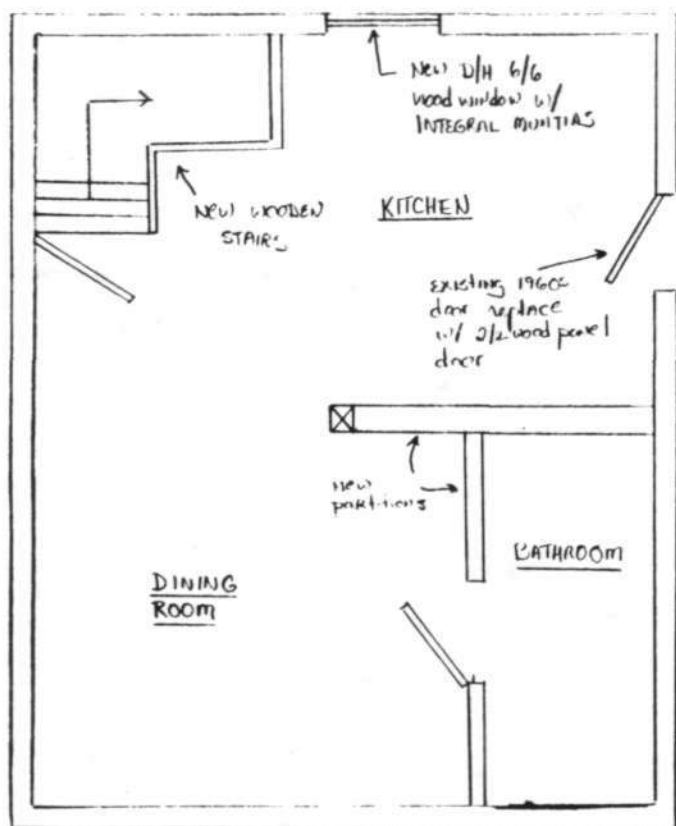 New D/H 6/6
wood window w/
INTEGRAL MUNTINS
NEW WOODEN
STAIRS
KITCHEN
existing 1960s
door replace
w/ 2/2 wood panel
door
new
partitions
BATHROOM
DINING
ROOM